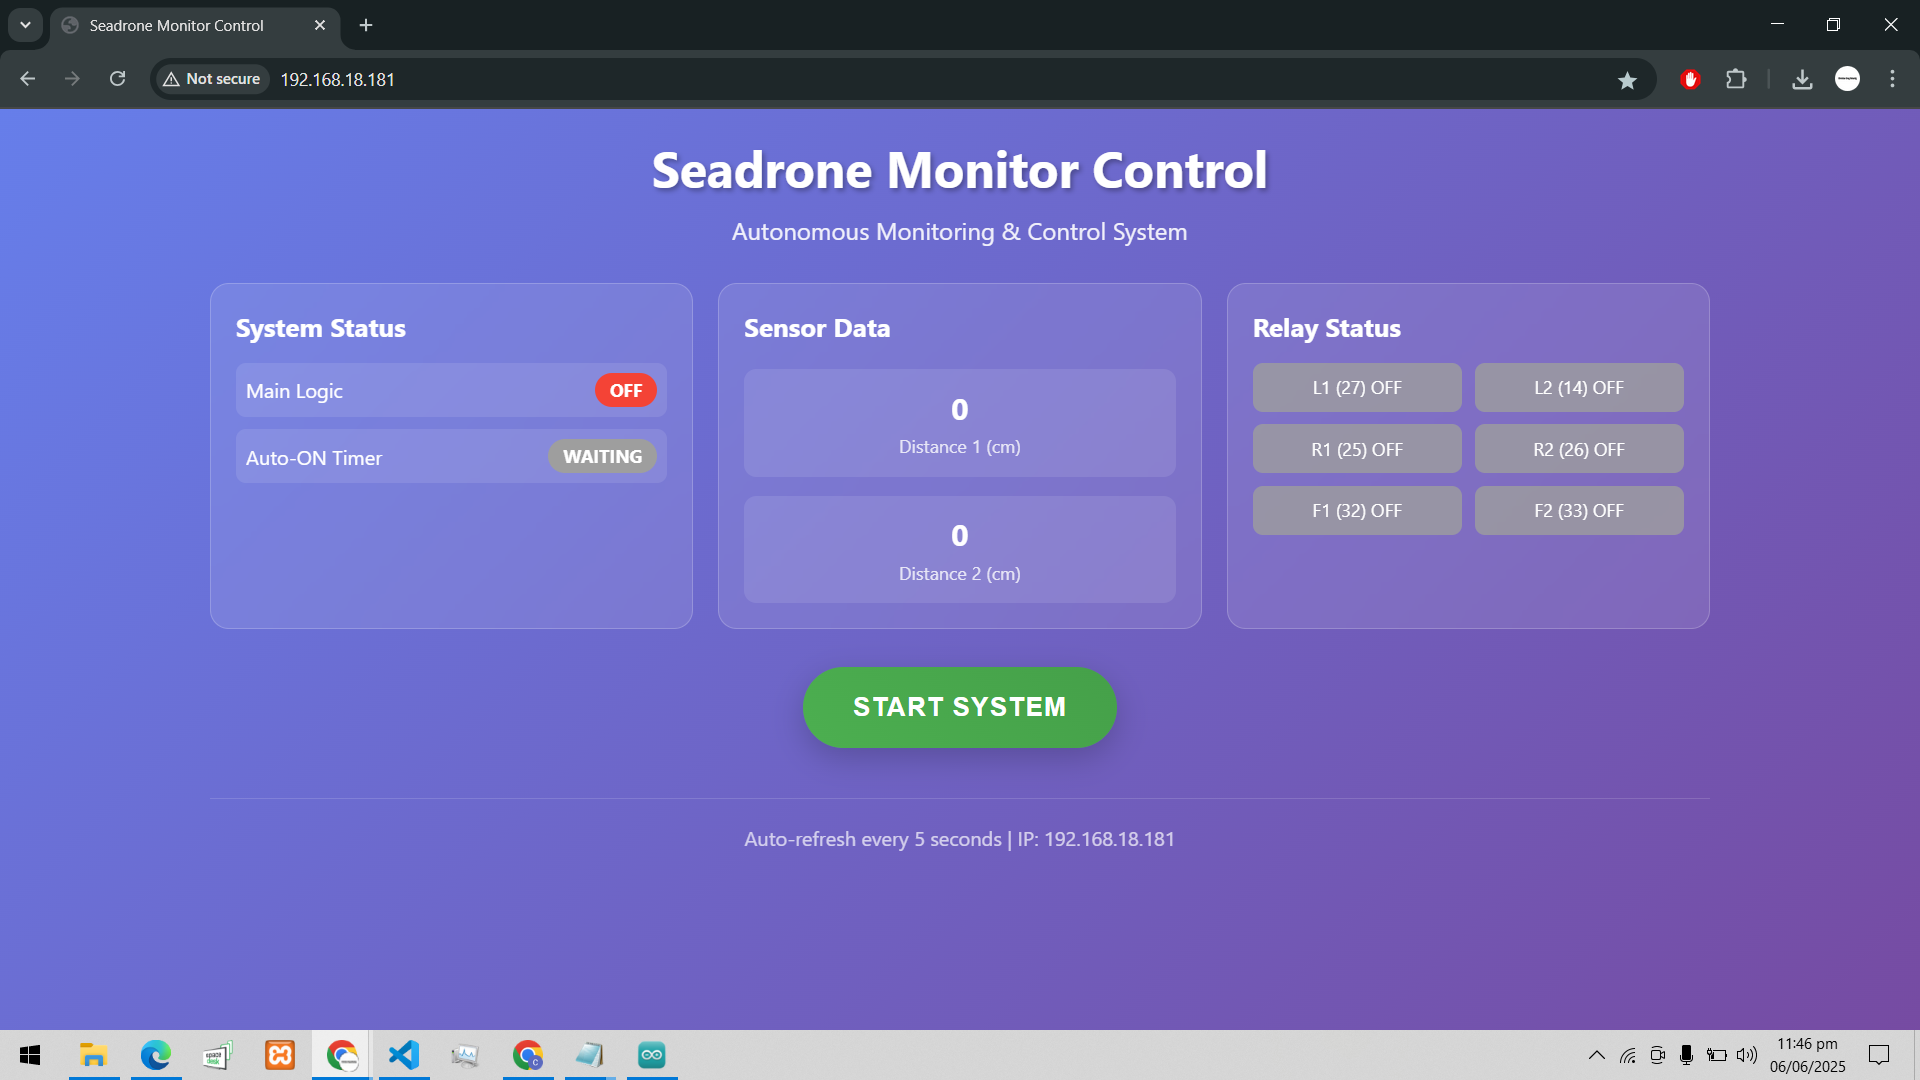 Seadrone Monitor Control
Not secure
192.168.18.181
Seadrone Monitor Control
Autonomous Monitoring & Control System
System Status
Main Logic
OFF
Auto-ON Timer
WAITING
Sensor Data
0
Distance 1 (cm)
0
Distance 2 (cm)
Relay Status
L1 (27) OFF
L2 (14) OFF
R1 (25) OFF
R2 (26) OFF
F1 (32) OFF
F2 (33) OFF
START SYSTEM
Auto-refresh every 5 seconds | IP: 192.168.18.181
space
desk
C
11:46 pm
06/06/2025